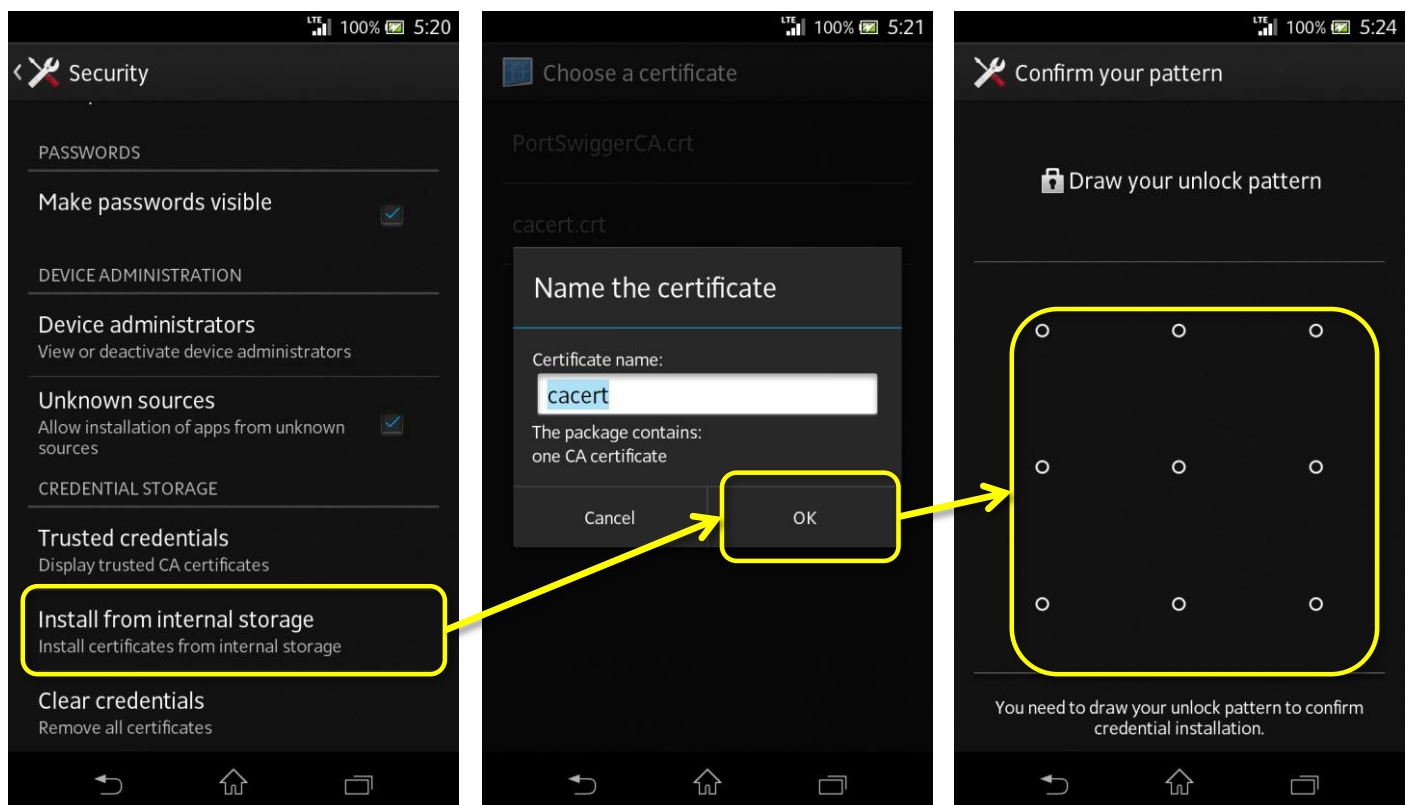 LTE 100% 5:20
Security
PASSWORDS
Make passwords visible
DEVICE ADMINISTRATION
Device administrators
View or deactivate device administrators
Unknown sources
Allow installation of apps from unknown
sources
CREDENTIAL STORAGE
Trusted credentials
Display trusted CA certificates
Install from internal storage
Install certificates from internal storage
Clear credentials
Remove all certificates
LTE 100% 5:21
Choose a certificate
PortSwiggerCA.crt
cacert.crt
Name the certificate
Certificate name:
cacert
The package contains:
one CA certificate
Cancel OK
LTE 100% 5:24
Confirm your pattern
Draw your unlock pattern
You need to draw your unlock pattern to confirm
credential installation.